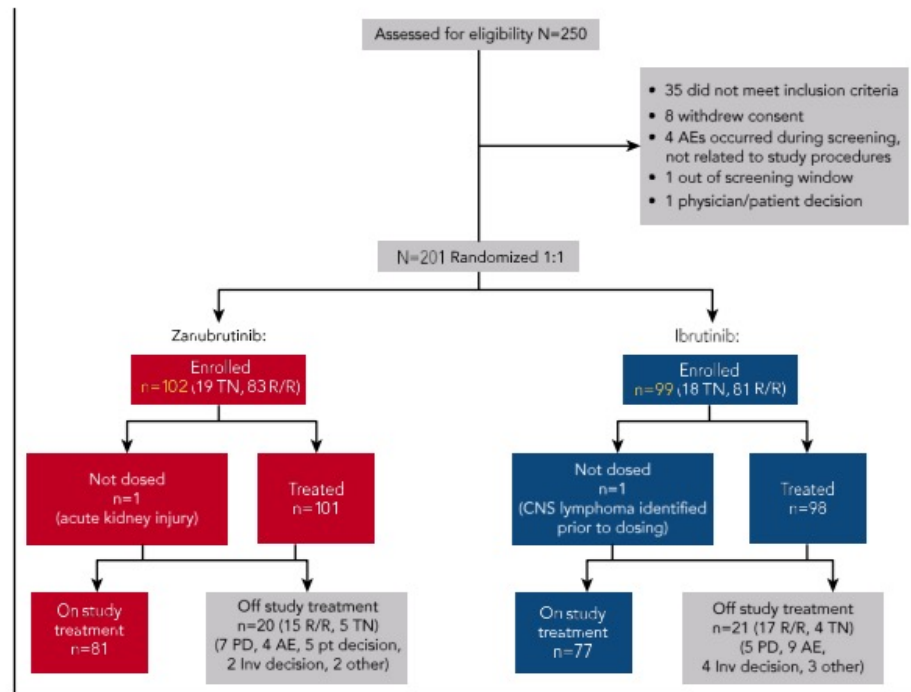 Assessed for eligibility N=250
• 35 did not meet inclusion criteria
• 8 withdrew consent
• 4 AEs occurred during screening,
not related to study procedures
• 1 out of screening window
• 1 physician/patient decision
N=201 Randomized 1:1
Zanubrutinib:
Enrolled
n=102 (19 TN, 83 R/R)
Not dosed
n=1
(acute kidney injury)
Treated
n=101
On study
treatment
n=81
Off study treatment
n=20 (15 R/R, 5 TN)
(7 PD, 4 AE, 5 pt decision,
2 Inv decision, 2 other)
Ibrutinib:
Enrolled
n=99 (18 TN, 81 R/R)
Not dosed
n=1
(CNS lymphoma identified
prior to dosing)
Treated
n=98
On study
treatment
n=77
Off study treatment
n=21 (17 R/R, 4 TN)
(5 PD, 9 AE,
4 Inv decision, 3 other)